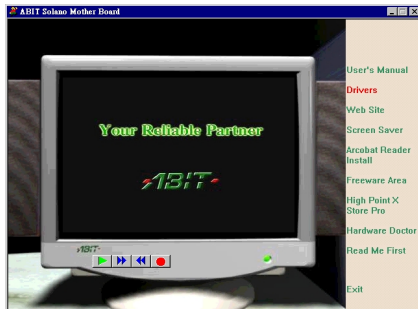 ABIT Solano Mother Board
Your Reliable Partner
ABIT
ABIT
User's Manual
Drivers
Web Site
Screen Saver
Arcobat Reader
Install
Freeware Area
High Point X
Store Pro
Hardware Doctor
Read Me First
Exit